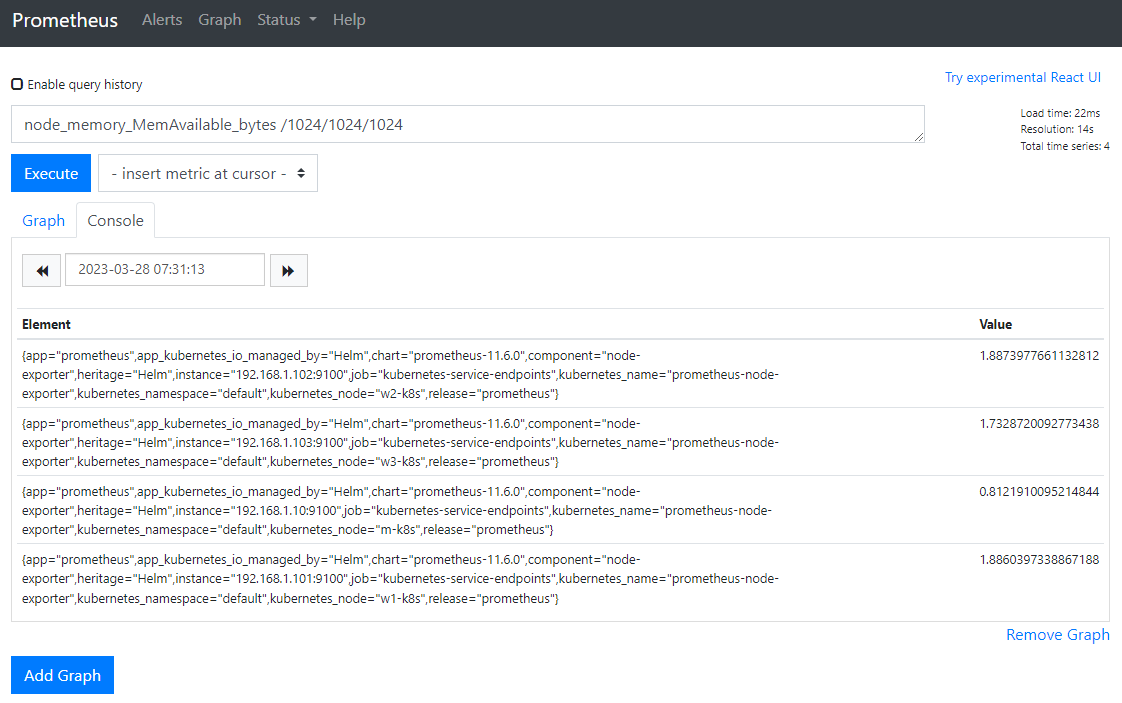 Prometheus Alerts Graph Status Help
Enable query history
Try experimental React UI
node_memory_MemAvailable_bytes /1024/1024/1024
Load time: 22ms
Resolution: 14s
Total time series: 4
Execute - insert metric at cursor -
Graph Console
2023-03-28 07:31:13
Element Value
{app="prometheus",app_kubernetes_io_managed_by="Helm",chart="prometheus-11.6.0",component="node- 1.8873977661132812
exporter",heritage="Helm",instance="192.168.1.102:9100",job="kubernetes-service-endpoints",kubernetes_name="prometheus-node-
exporter",kubernetes_namespace="default",kubernetes_node="w2-k8s",release="prometheus"}
{app="prometheus",app_kubernetes_io_managed_by="Helm",chart="prometheus-11.6.0",component="node- 1.7328720092773438
exporter",heritage="Helm",instance="192.168.1.103:9100",job="kubernetes-service-endpoints",kubernetes_name="prometheus-node-
exporter",kubernetes_namespace="default",kubernetes_node="w3-k8s",release="prometheus"}
{app="prometheus",app_kubernetes_io_managed_by="Helm",chart="prometheus-11.6.0",component="node- 0.8121910095214844
exporter",heritage="Helm",instance="192.168.1.10:9100",job="kubernetes-service-endpoints",kubernetes_name="prometheus-node-
exporter",kubernetes_namespace="default",kubernetes_node="m-k8s",release="prometheus"}
{app="prometheus",app_kubernetes_io_managed_by="Helm",chart="prometheus-11.6.0",component="node- 1.8860397338867188
exporter",heritage="Helm",instance="192.168.1.101:9100",job="kubernetes-service-endpoints",kubernetes_name="prometheus-node-
exporter",kubernetes_namespace="default",kubernetes_node="w1-k8s",release="prometheus"}
Remove Graph
Add Graph